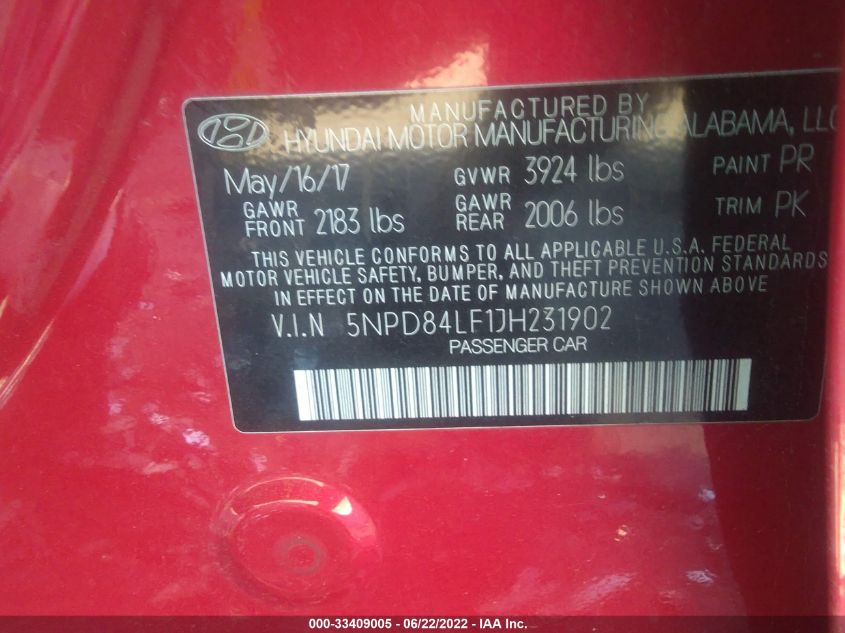 MANUFACTURED BY
HYUNDAI MOTOR MANUFACTURING ALABAMA, LLC
May/16/17 GVWR 3924 lbs PAINT PR
GAWR FRONT 2183 lbs GAWR REAR 2006 lbs TRIM PK
THIS VEHICLE CONFORMS TO ALL APPLICABLE U.S.A. FEDERAL
MOTOR VEHICLE SAFETY, BUMPER, AND THEFT PREVENTION STANDARDS
IN EFFECT ON THE DATE OF MANUFACTURE SHOWN ABOVE
V.I.N 5NPD84LF1JH231902
PASSENGER CAR
000-33409005 - 06/22/2022 - IAA Inc.